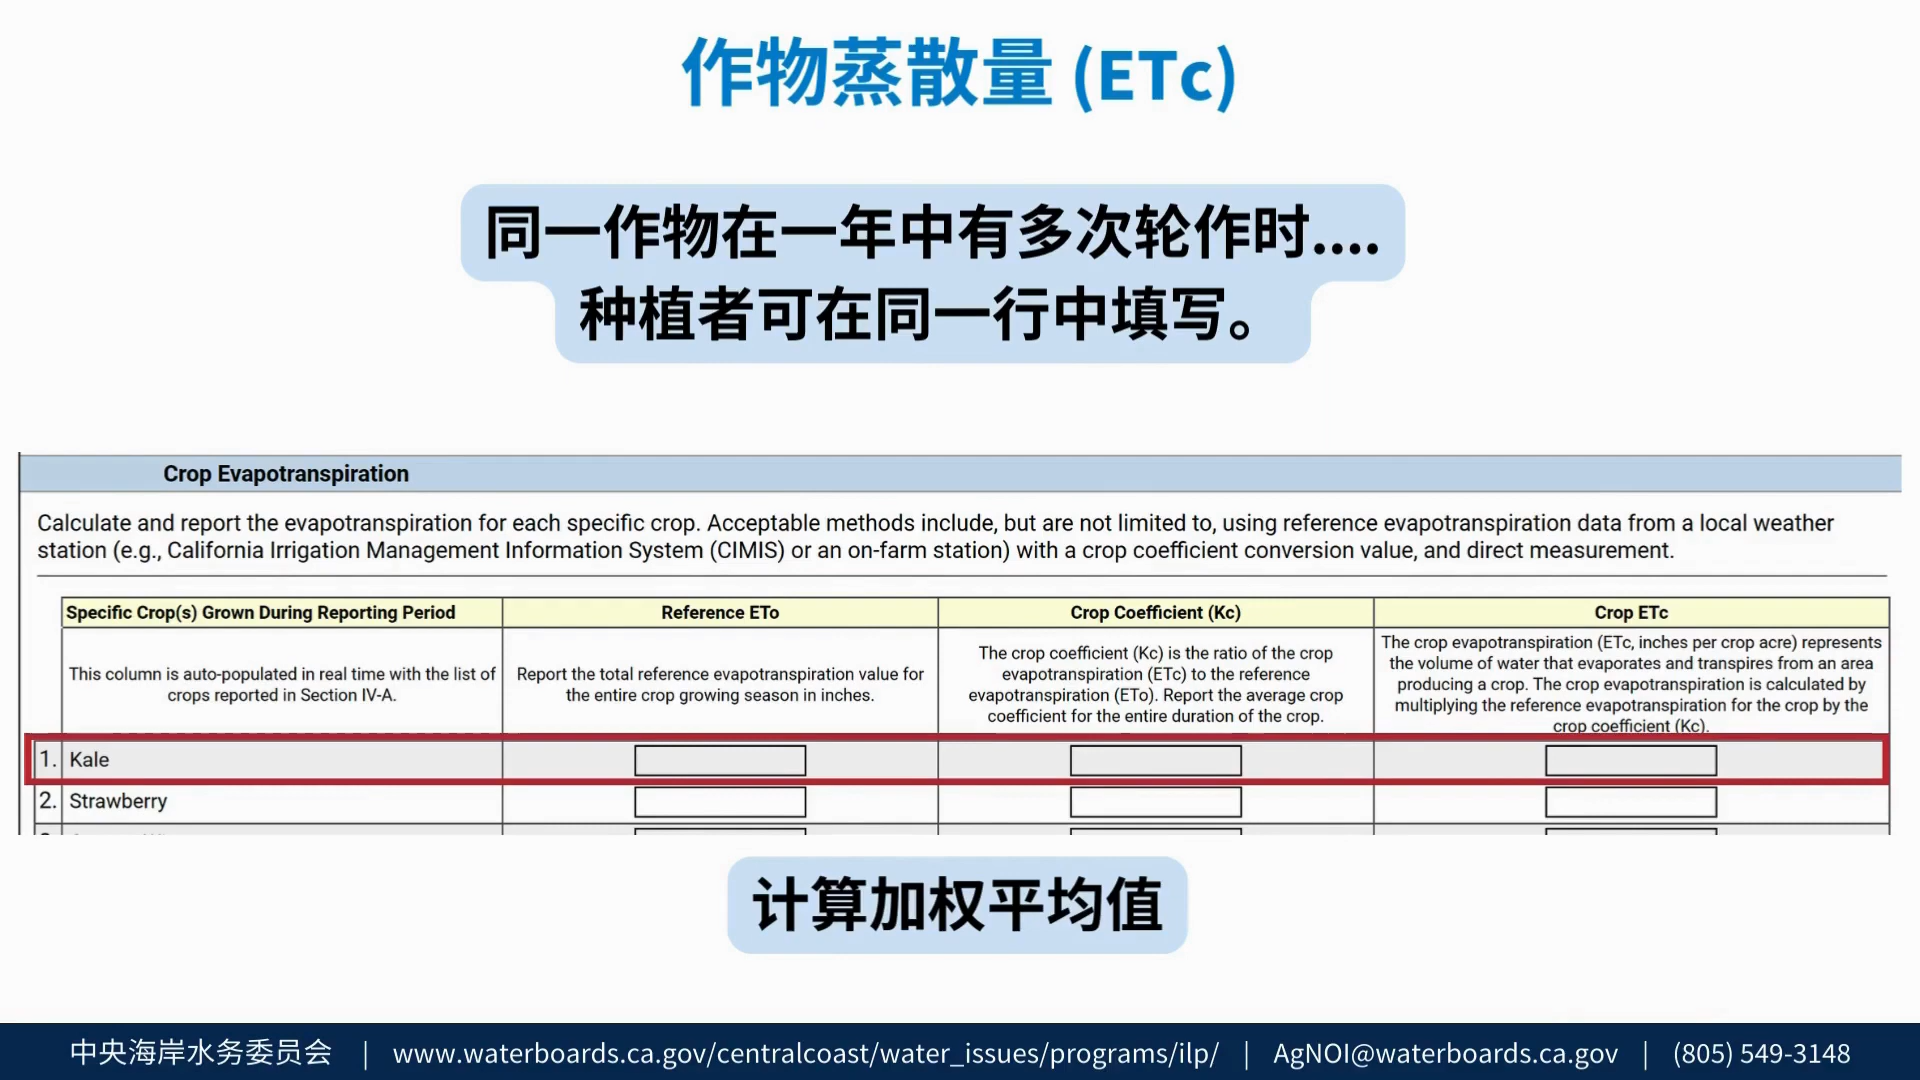 作物蒸散量 (ETc)
同一作物在一年中有多次轮作时....
种植者可在同一行中填写。
Crop Evapotranspiration
Calculate and report the evapotranspiration for each specific crop. Acceptable methods include, but are not limited to, using reference evapotranspiration data from a local weather
station (e.g., California Irrigation Management Information System (CIMIS) or an on-farm station) with a crop coefficient conversion value, and direct measurement.
Specific Crop(s) Grown During Reporting Period
Reference ETo
Crop Coefficient (Kc)
Crop ETc
This column is auto-populated in real time with the list of
crops reported in Section IV-A.
Report the total reference evapotranspiration value for
the entire crop growing season in inches.
The crop coefficient (Kc) is the ratio of the crop
evapotranspiration (ETc) to the reference
evapotranspiration (ETo). Report the average crop
coefficient for the entire duration of the crop.
The crop evapotranspiration (ETc, inches per crop acre) represents
the volume of water that evaporates and transpires from an area
producing a crop. The crop evapotranspiration is calculated by
multiplying the reference evapotranspiration for the crop by the
crop coefficient (Kc).
1. Kale
2. Strawberry
计算加权平均值
中央海岸水务委员会 | www.waterboards.ca.gov/centralcoast/water_issues/programs/ilp/ | AgNOI@waterboards.ca.gov | (805) 549-3148